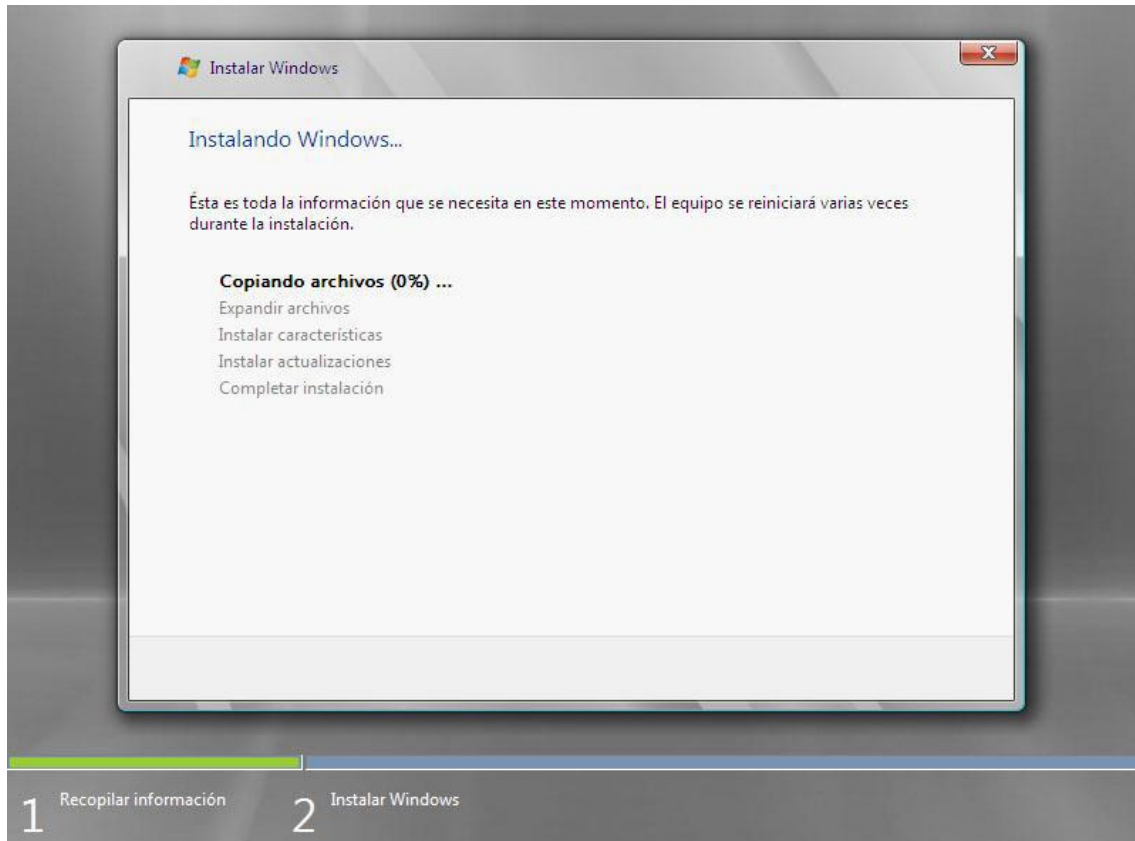 Instalar Windows
Instalando Windows...
Ésta es toda la información que se necesita en este momento. El equipo se reiniciará varias veces
durante la instalación.
Copiando archivos (0%) ...
Expandir archivos
Instalar características
Instalar actualizaciones
Completar instalación
1 Recopilar información
2 Instalar Windows